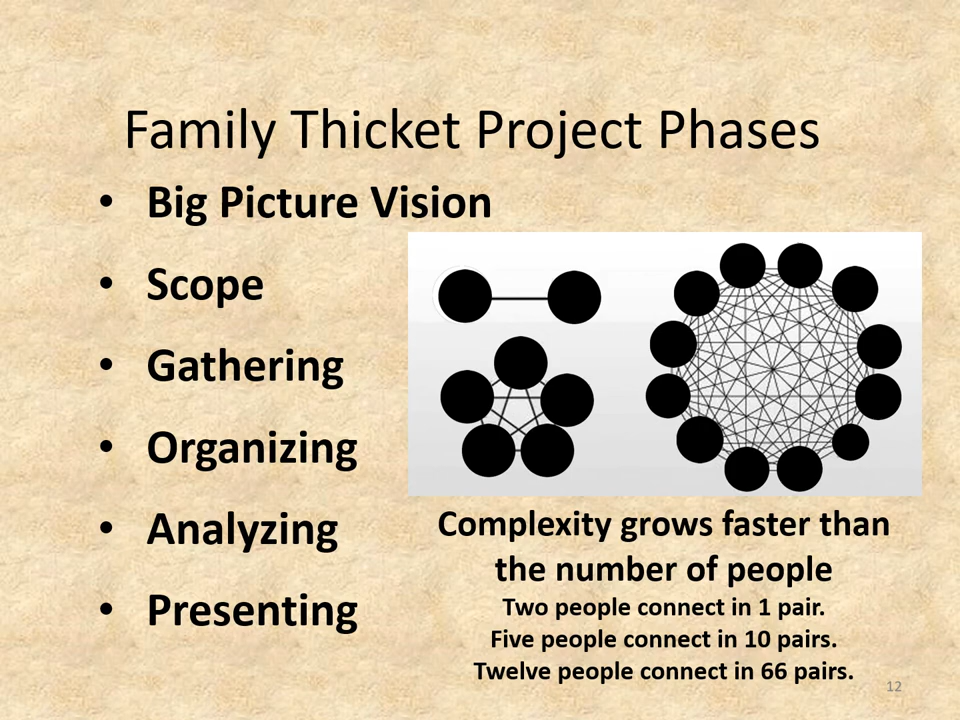 Family Thicket Project Phases
• Big Picture Vision
• Scope
• Gathering
• Organizing
• Analyzing
• Presenting
Complexity grows faster than
the number of people
Two people connect in 1 pair.
Five people connect in 10 pairs.
Twelve people connect in 66 pairs.
12